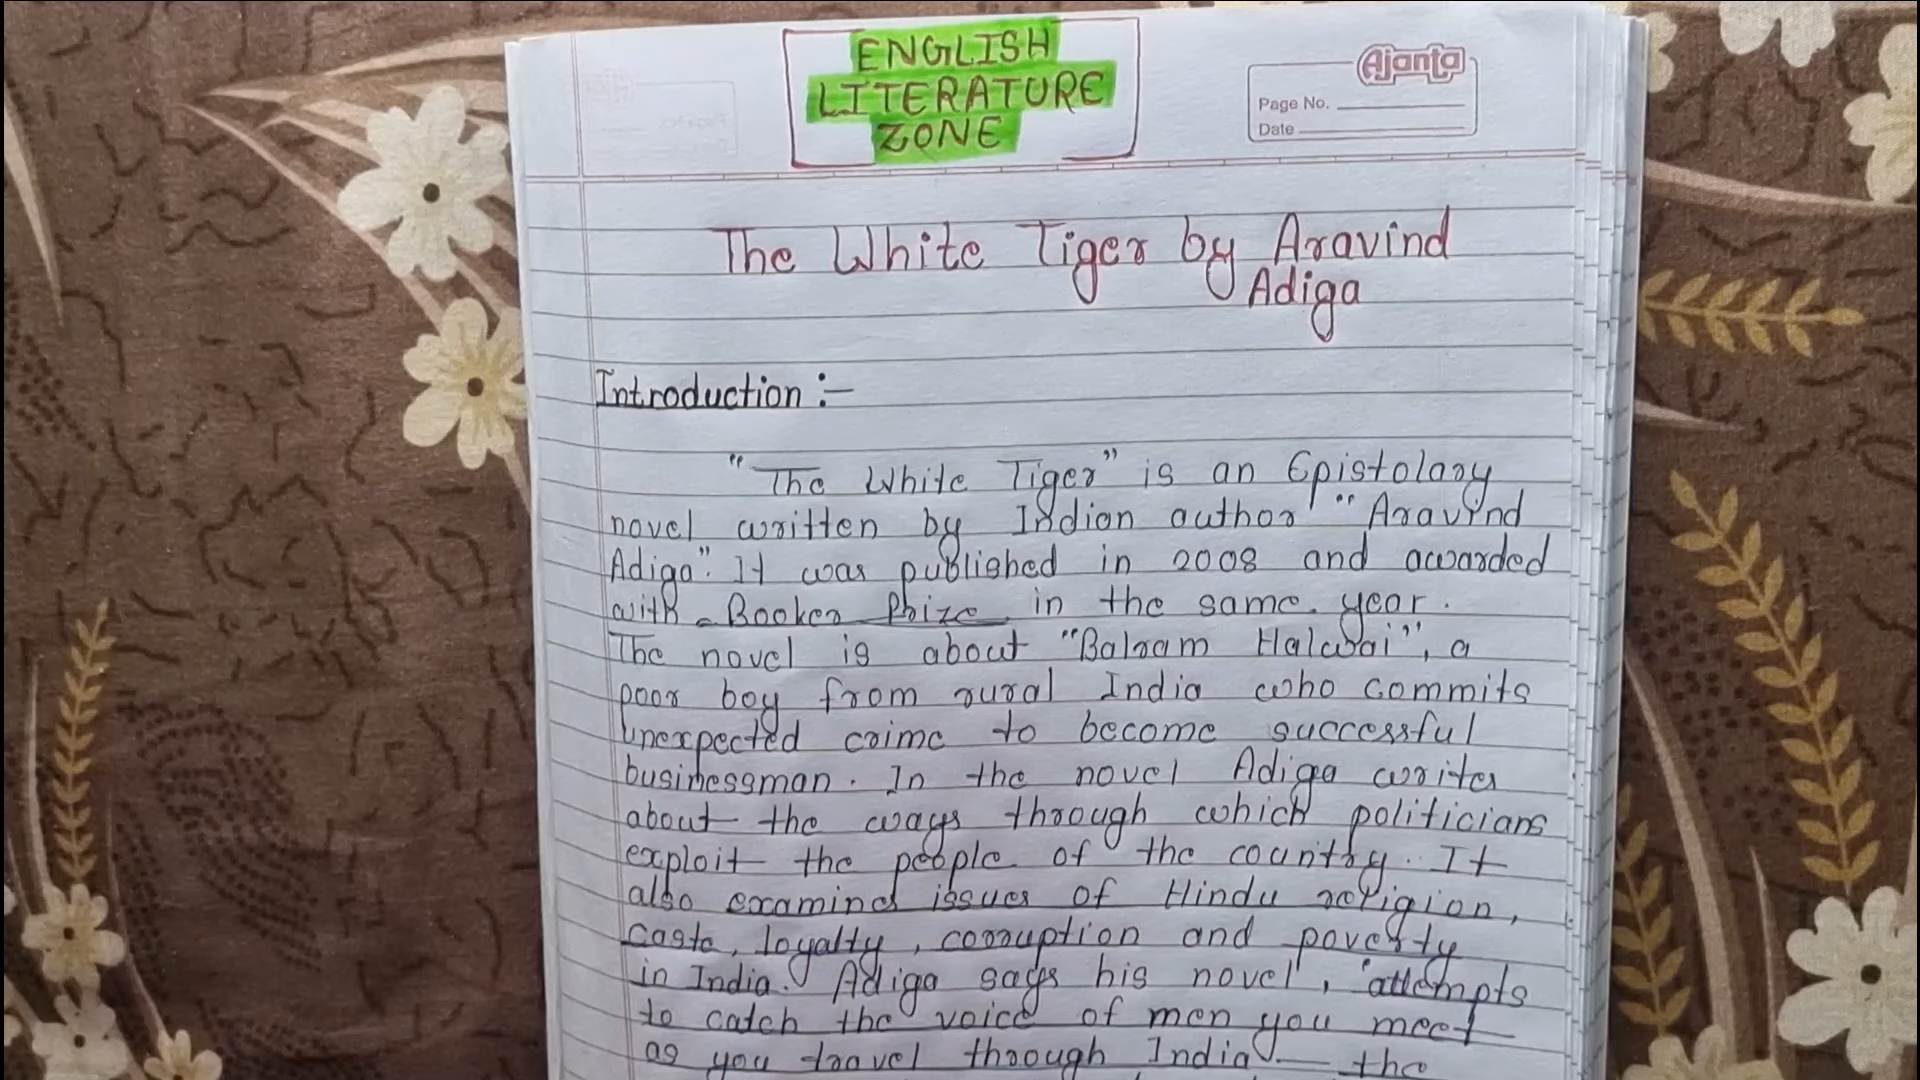 ENGLISH
LITERATURE
ZONE
Ajanta
Page No.
Date
The White Tiger by Aravind
Adiga
Introduction :-
"The White Tiger" is an Epistolary
novel written by Indian author "Aravind
Adiga". It was published in 2008 and awarded
with Booker Prize in the same year.
The novel is about "Balram Halwai", a
poor boy from rural India who commits
unexpected crime to become successful
businessman. In the novel Adiga writes
about the ways through which politicians
exploit the people of the country. It
also examines issues of Hindu religion,
caste, loyalty, corruption and poverty
in India. Adiga says his novel, "attempts
to catch the voice of men you meet
as you travel through India — the